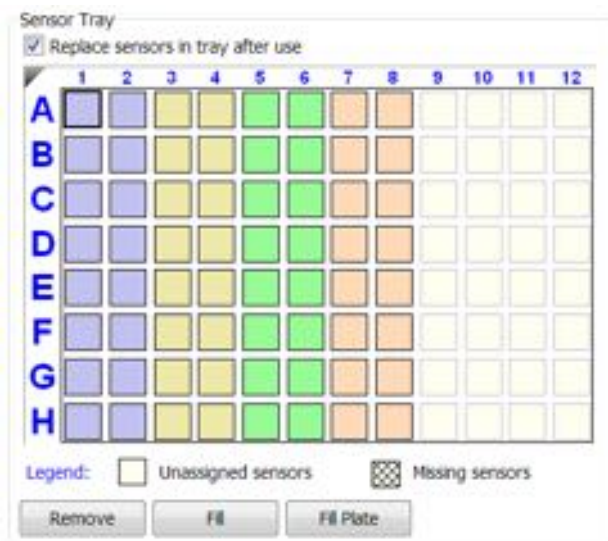 Sensor Tray
Replace sensors in tray after use
1 2 3 4 5 6 7 8 9 10 11 12
A
B
C
D
E
F
G
H
Legend: Unassigned sensors Missing sensors
Remove Fill Fill Plate